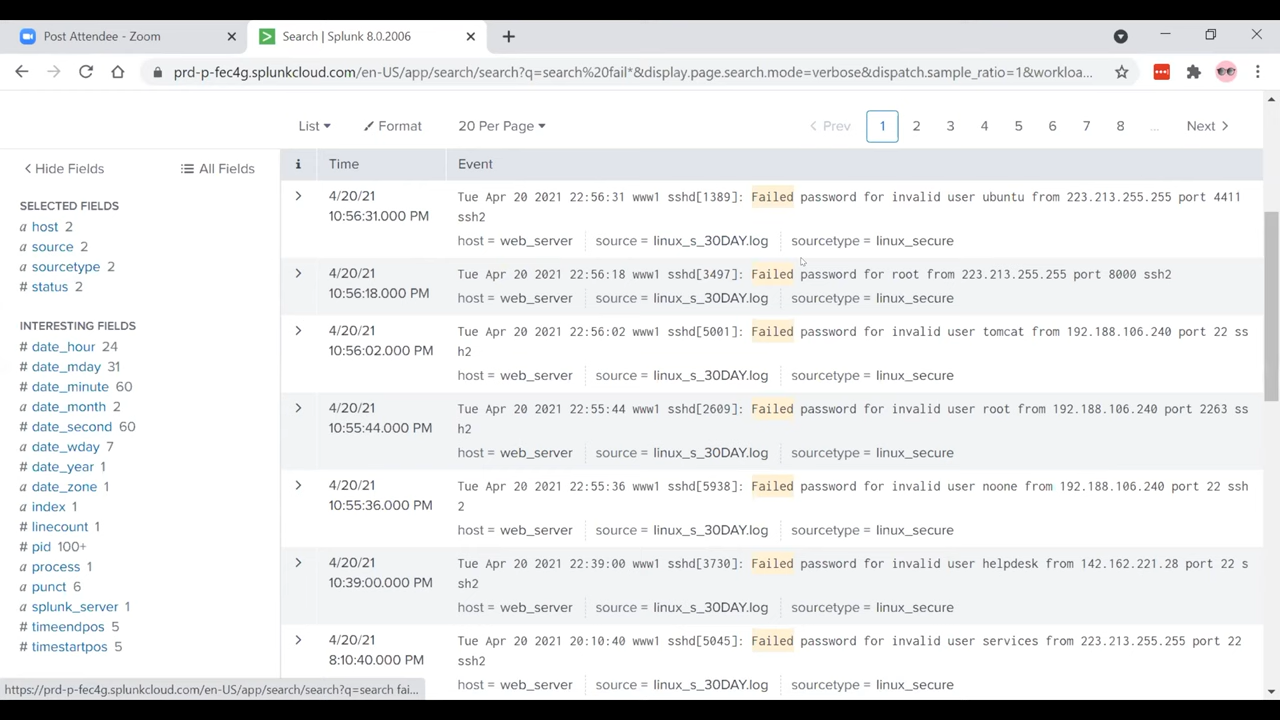 Post Attendee - Zoom
Search | Splunk 8.0.2006
prd-p-fec4g.splunkcloud.com/en-US/app/search/search?q=search%20fail*&display.page.search.mode=verbose&dispatch.sample_ratio=1&workloa...
List
Format
20 Per Page
Prev
1
2
3
4
5
6
7
8
...
Next
Hide Fields
All Fields
SELECTED FIELDS
a host 2
a source 2
a sourcetype 2
# status 2
INTERESTING FIELDS
# date_hour 24
# date_mday 31
# date_minute 60
a date_month 2
# date_second 60
a date_wday 7
# date_year 1
a date_zone 1
a index 1
# linecount 1
# pid 100+
a process 1
a punct 6
a splunk_server 1
# timeendpos 5
# timestartpos 5
i
Time
Event
4/20/21
10:56:31.000 PM
Tue Apr 20 2021 22:56:31 www1 sshd[1389]: Failed password for invalid user ubuntu from 223.213.255.255 port 4411
ssh2
host = web_server source = linux_s_30DAY.log sourcetype = linux_secure
4/20/21
10:56:18.000 PM
Tue Apr 20 2021 22:56:18 www1 sshd[3497]: Failed password for root from 223.213.255.255 port 8000 ssh2
host = web_server source = linux_s_30DAY.log sourcetype = linux_secure
4/20/21
10:56:02.000 PM
Tue Apr 20 2021 22:56:02 www1 sshd[5001]: Failed password for invalid user tomcat from 192.188.106.240 port 22 ss
h2
host = web_server source = linux_s_30DAY.log sourcetype = linux_secure
4/20/21
10:55:44.000 PM
Tue Apr 20 2021 22:55:44 www1 sshd[2609]: Failed password for invalid user root from 192.188.106.240 port 2263 ss
h2
host = web_server source = linux_s_30DAY.log sourcetype = linux_secure
4/20/21
10:55:36.000 PM
Tue Apr 20 2021 22:55:36 www1 sshd[5938]: Failed password for invalid user noone from 192.188.106.240 port 22 ssh
2
host = web_server source = linux_s_30DAY.log sourcetype = linux_secure
4/20/21
10:39:00.000 PM
Tue Apr 20 2021 22:39:00 www1 sshd[3730]: Failed password for invalid user helpdesk from 142.162.221.28 port 22 s
sh2
host = web_server source = linux_s_30DAY.log sourcetype = linux_secure
4/20/21
8:10:40.000 PM
Tue Apr 20 2021 20:10:40 www1 sshd[5045]: Failed password for invalid user services from 223.213.255.255 port 22
ssh2
host = web_server source = linux_s_30DAY.log sourcetype = linux_secure
https://prd-p-fec4g.splunkcloud.com/en-US/app/search/search?q=search fai...